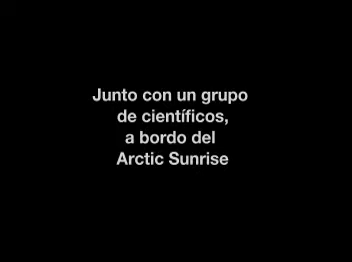 Junto con un grupo
de científicos,
a bordo del
Arctic Sunrise